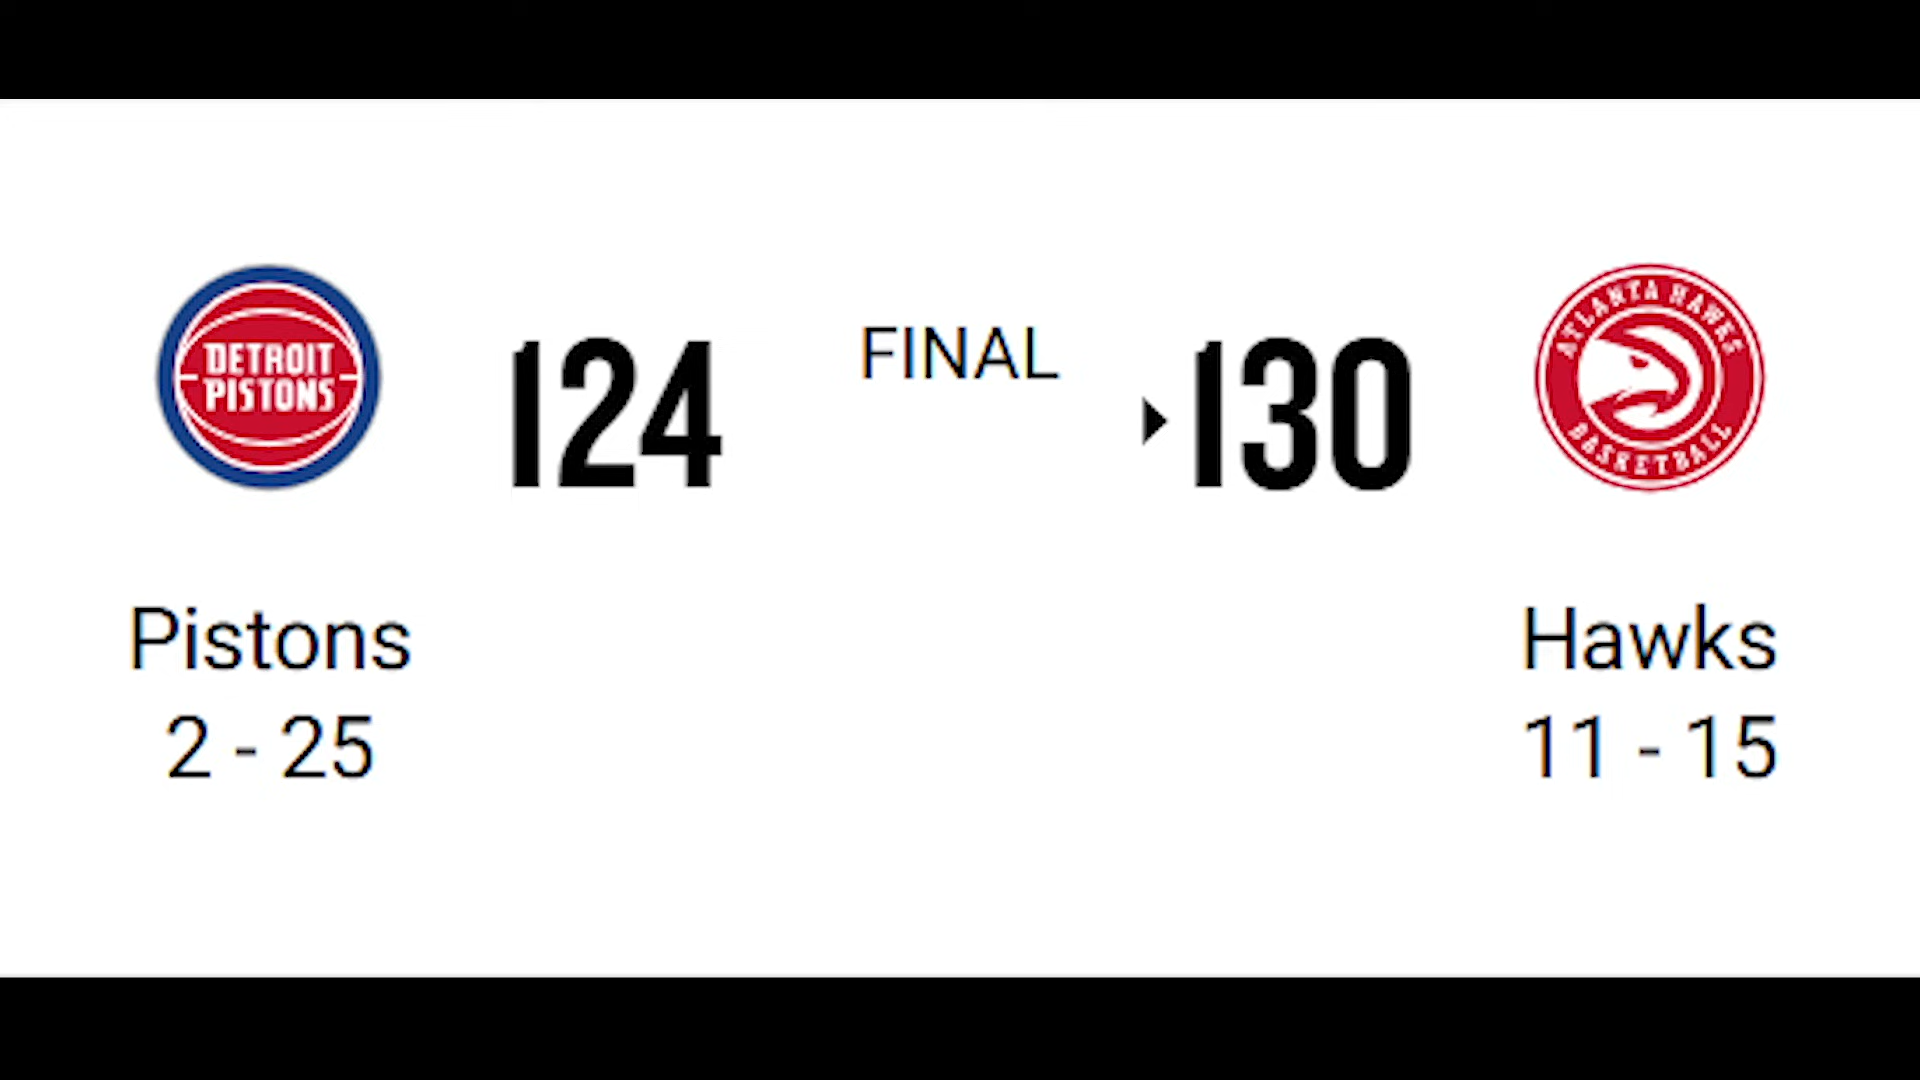 DETROIT
PISTONS
124
FINAL
130
ATLANTA HAWKS
BASKETBALL
Pistons
2 - 25
Hawks
11 - 15